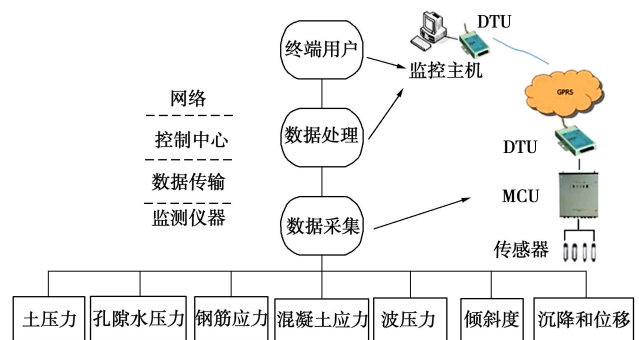 终端用户
DTU
监控主机
网络
GPRS
控制中心
数据处理
DTU
数据传输
MCU
监测仪器
数据采集
传感器
土压力
孔隙水压力
钢筋应力
混凝土应力
波压力
倾斜度
沉降和位移